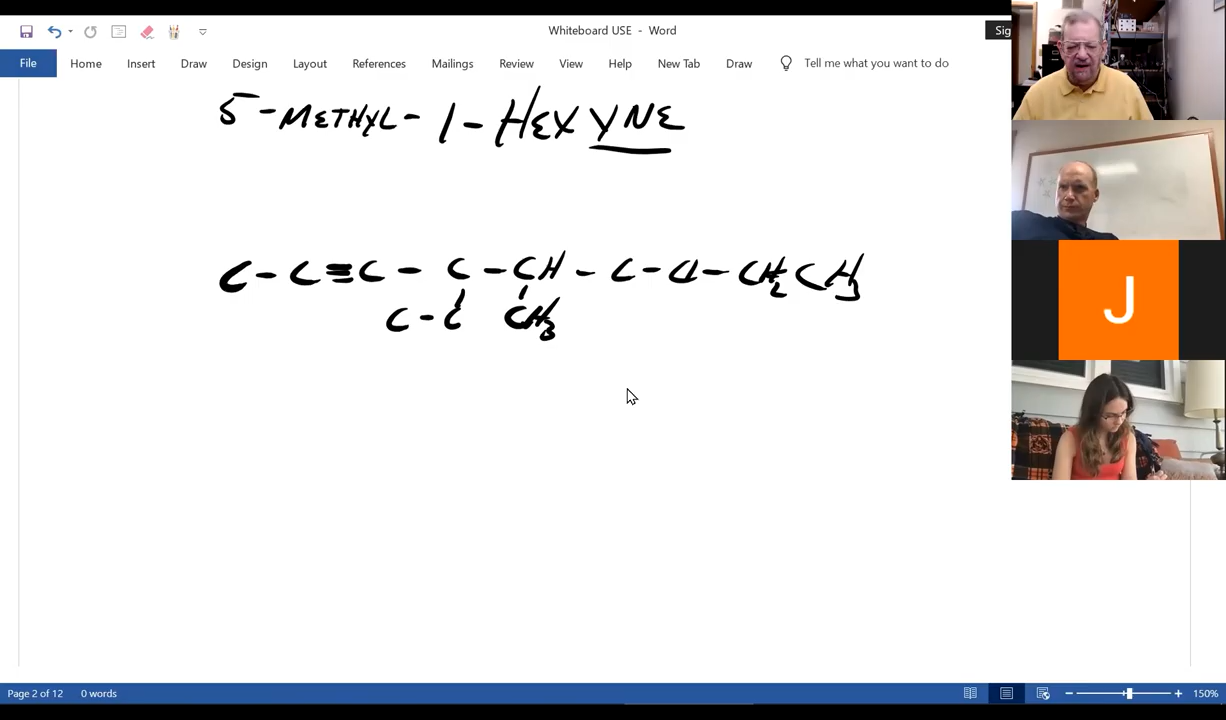 Whiteboard USE - Word
Sig
File Home Insert Draw Design Layout References Mailings Review View Help New Tab Draw Tell me what you want to do
5-METHYL-1-HEXYNE
C-C≡C-C-CH-C-C-CH2CH3
C-C CH3
J
Page 2 of 12 0 words 150%